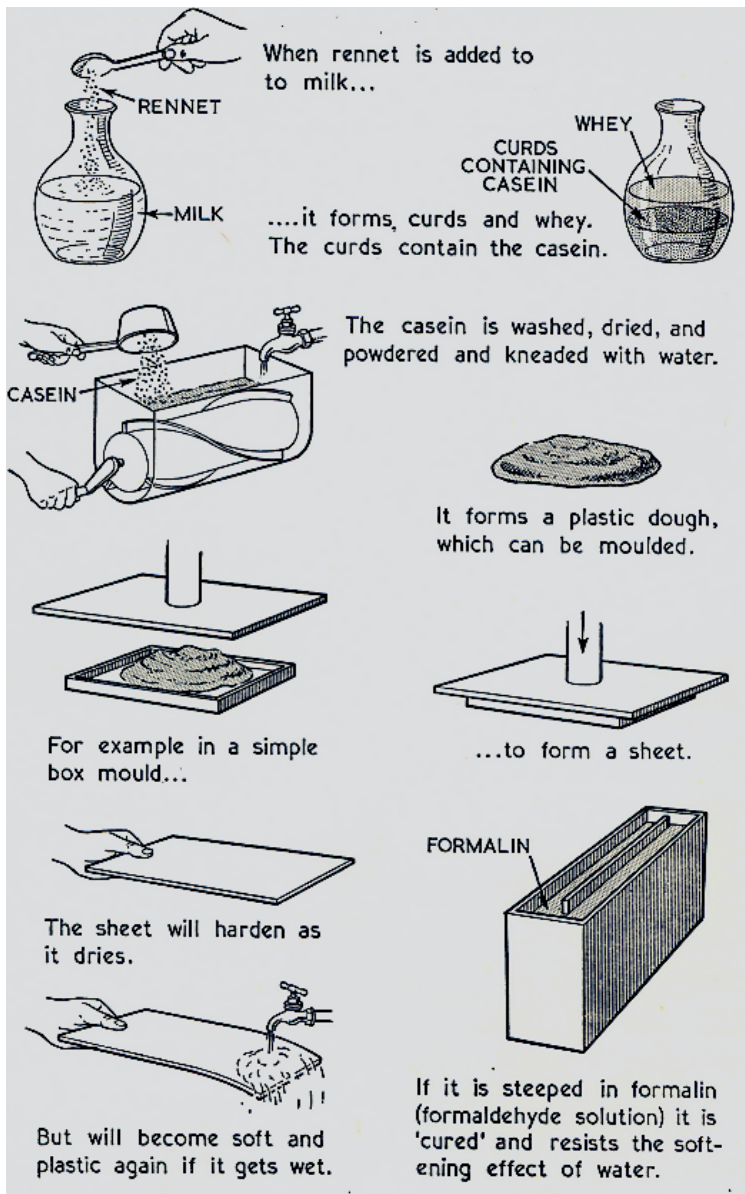 When rennet is added to
to milk...
RENNET
MILK
WHEY
CURDS
CONTAINING
CASEIN
....it forms, curds and whey.
The curds contain the casein.
The casein is washed, dried, and
powdered and kneaded with water.
CASEIN
It forms a plastic dough,
which can be moulded.
For example in a simple
box mould...
...to form a sheet.
The sheet will harden as
it dries.
FORMALIN
But will become soft and
plastic again if it gets wet.
If it is steeped in formalin
(formaldehyde solution) it is
'cured' and resists the soft-
ening effect of water.